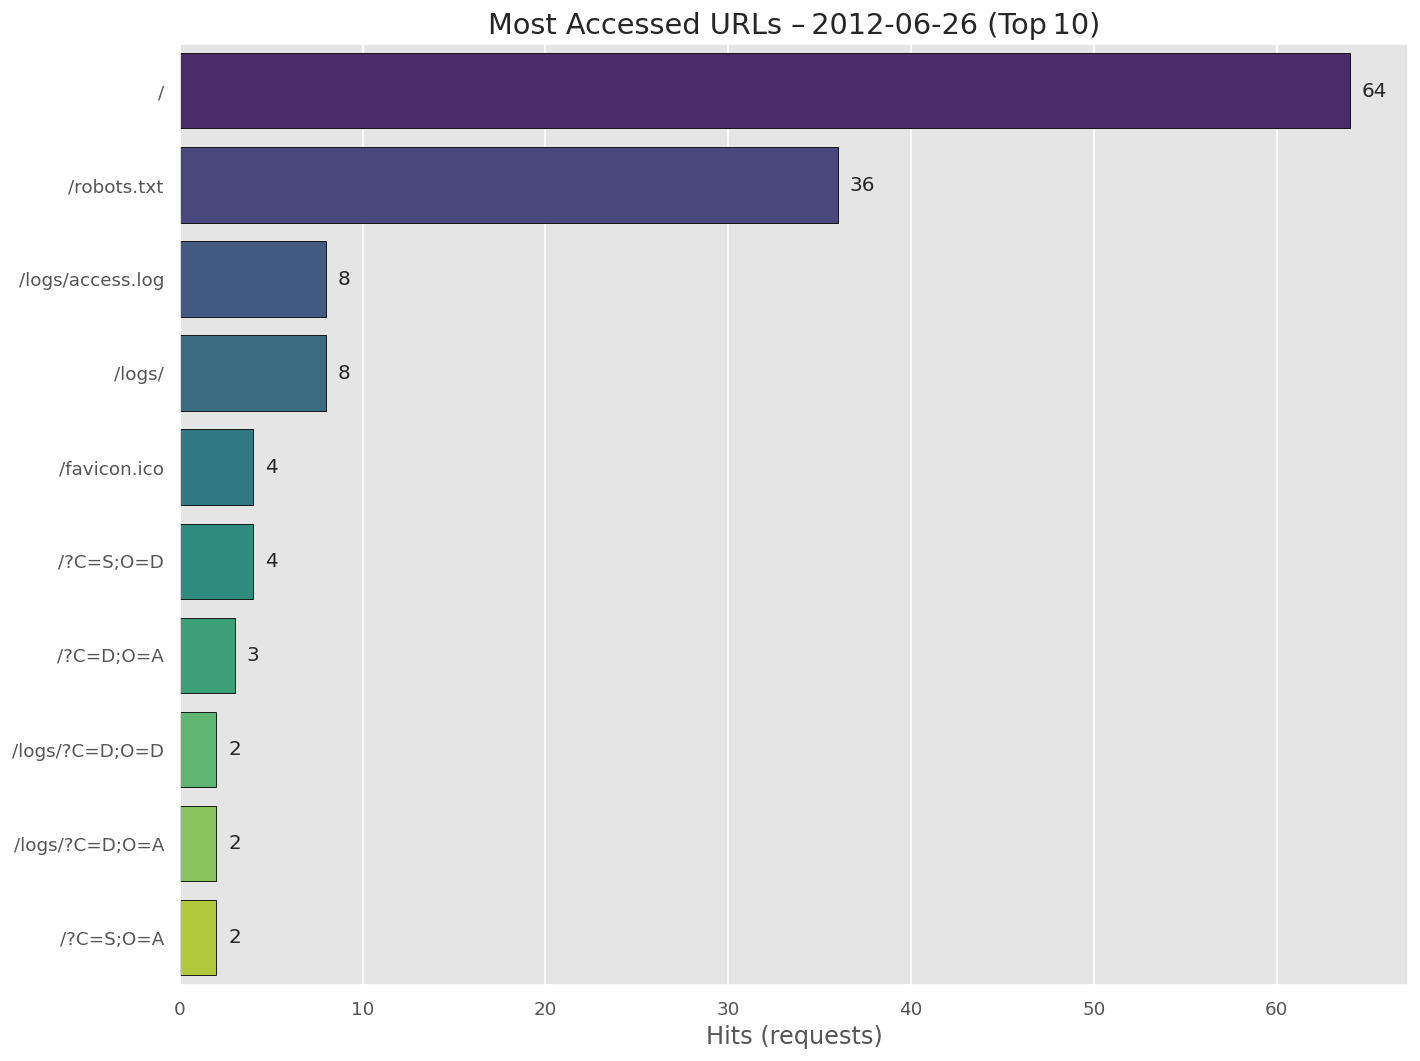 Most Accessed URLs – 2012-06-26 (Top 10)
/ 64
/robots.txt 36
/logs/access.log 8
/logs/ 8
/favicon.ico 4
/?C=S;O=D 4
/?C=D;O=A 3
/logs/?C=D;O=D 2
/logs/?C=D;O=A 2
/?C=S;O=A 2
0 10 20 30 40 50 60
Hits (requests)